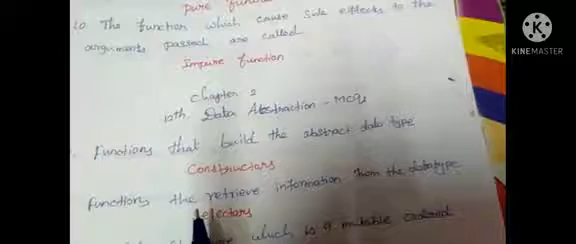 pure function
10. The function which cause side effects to the
arguments passed are called
Impure function
Chapter 2
12th Data Abstraction - MCQ
Functions that build the abstract data type
Constructors
Functions the retrieve information from the datatype
Selectors
which is a mutable ordered
KINEMASTER